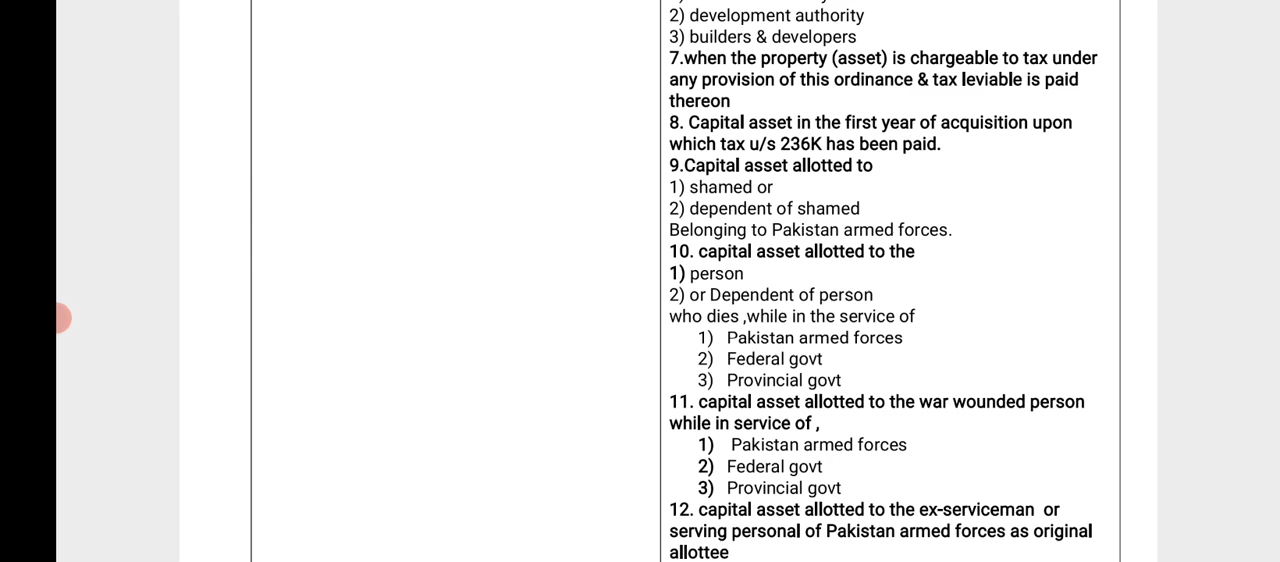 2) development authority
3) builders & developers
7.when the property (asset) is chargeable to tax under
any provision of this ordinance & tax leviable is paid
thereon
8. Capital asset in the first year of acquisition upon
which tax u/s 236K has been paid.
9.Capital asset allotted to
1) shamed or
2) dependent of shamed
Belonging to Pakistan armed forces.
10. capital asset allotted to the
1) person
2) or Dependent of person
who dies ,while in the service of
1) Pakistan armed forces
2) Federal govt
3) Provincial govt
11. capital asset allotted to the war wounded person
while in service of ,
1) Pakistan armed forces
2) Federal govt
3) Provincial govt
12. capital asset allotted to the ex-serviceman or
serving personal of Pakistan armed forces as original
allottee